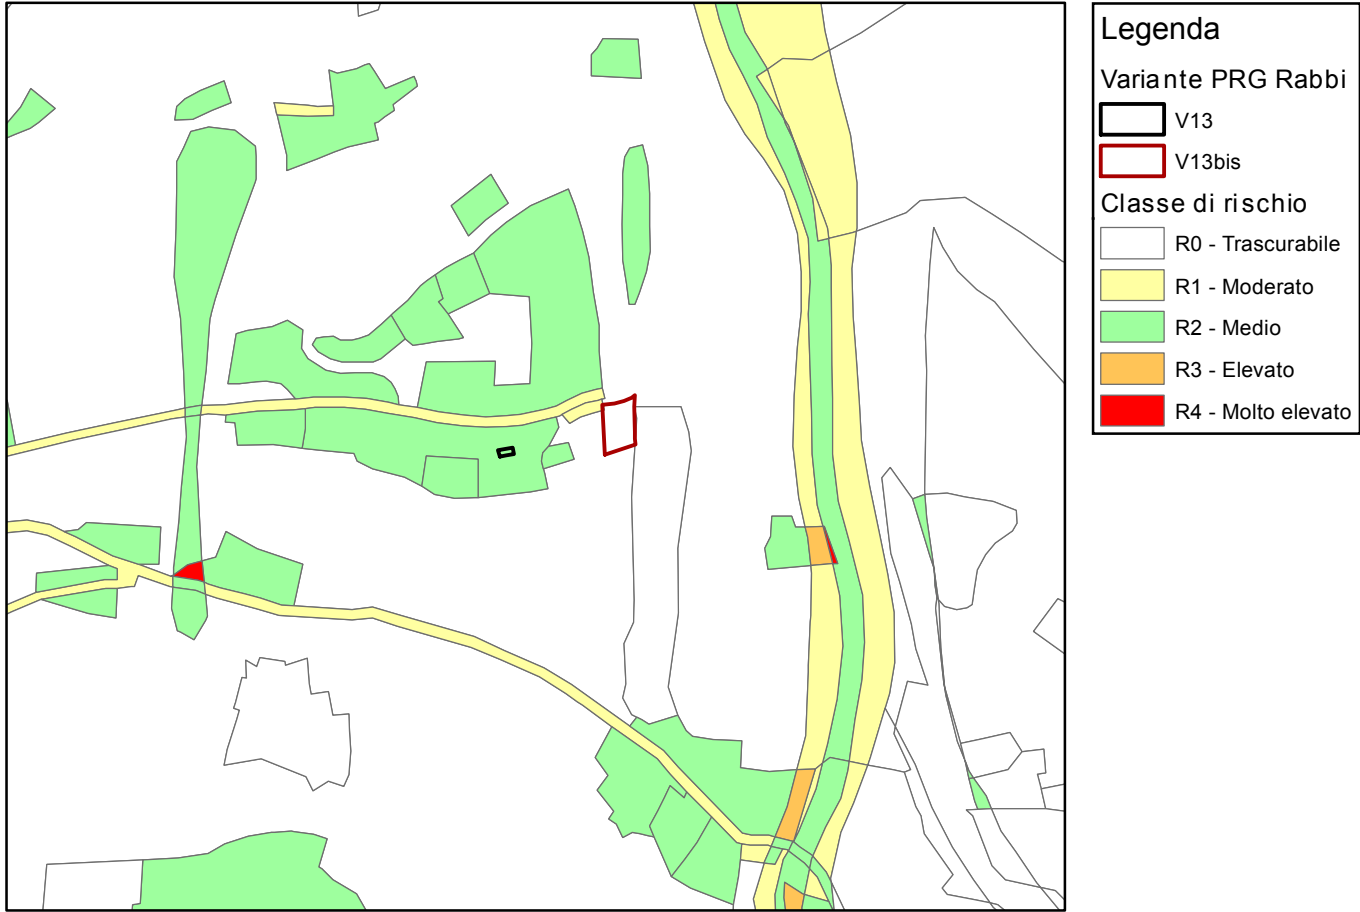 Legenda
Variante PRG Rabbi
V13
V13bis
Classe di rischio
R0 - Trascurabile
R1 - Moderato
R2 - Medio
R3 - Elevato
R4 - Molto elevato